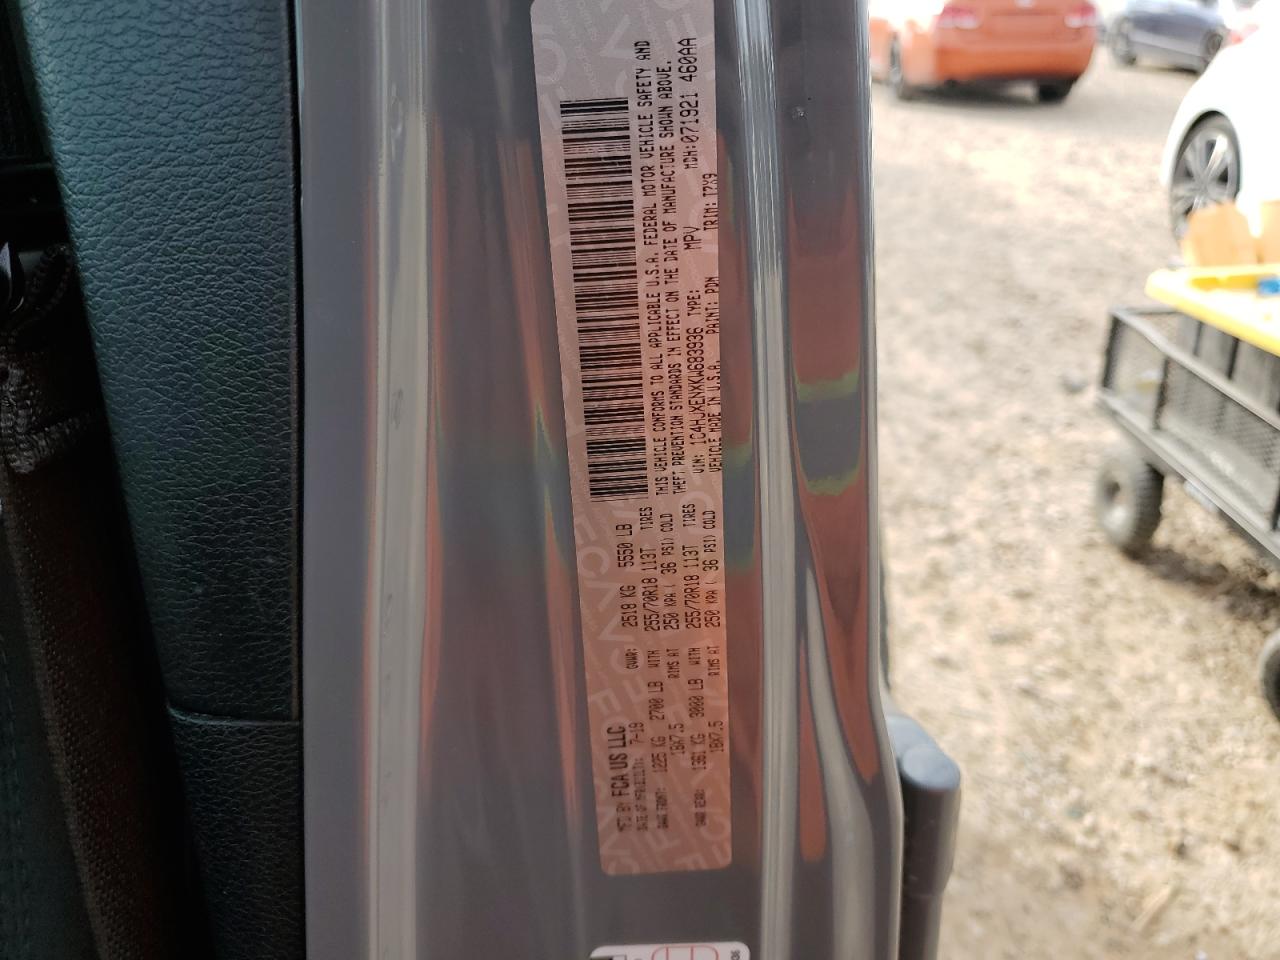 MFD BY FCA US LLC
DATE OF MFR 7-19 GVWR: 2518 KG 5550 LB
GAWR FRONT: 1225 KG 2700 LB WITH 255/70R18 113T TIRES
18X7.5 RIMS AT 250 KPA ( 36 PSI) COLD
GAWR REAR: 1361 KG 3000 LB WITH 255/70R18 113T TIRES
18X7.5 RIMS AT 250 KPA ( 36 PSI) COLD
THIS VEHICLE CONFORMS TO ALL APPLICABLE U.S.A. FEDERAL MOTOR VEHICLE SAFETY AND
THEFT PREVENTION STANDARDS IN EFFECT ON THE DATE OF MANUFACTURE SHOWN ABOVE.
VIN: 1C4HJXENXKW683936 TYPE: MPV MDH:071921 460AA
VEHICLE MADE IN U.S.A. PAINT: PDN TRIM: T7X9